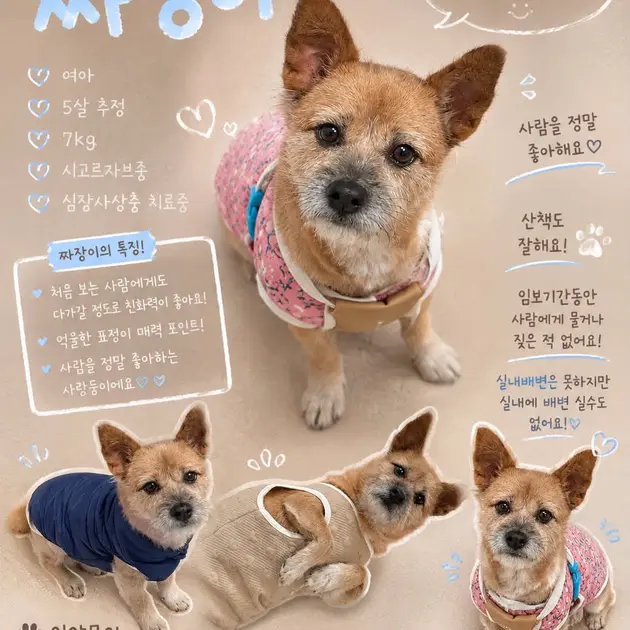 여아
5살 추정
7kg
시고르자브종
심장사상충 치료중
짜장이의 특징!
처음 보는 사람에게도
다가갈 정도로 친화력이 좋아요!
억울한 표정이 매력 포인트!
사람을 정말 좋아하는
사랑둥이에요
사람을 정말
좋아해요♡
산책도
잘해요!
임보기간동안
사람에게 물거나
짖은 적 없어요!
실내배변은 못하지만
실내에 배변 실수도
없어요!